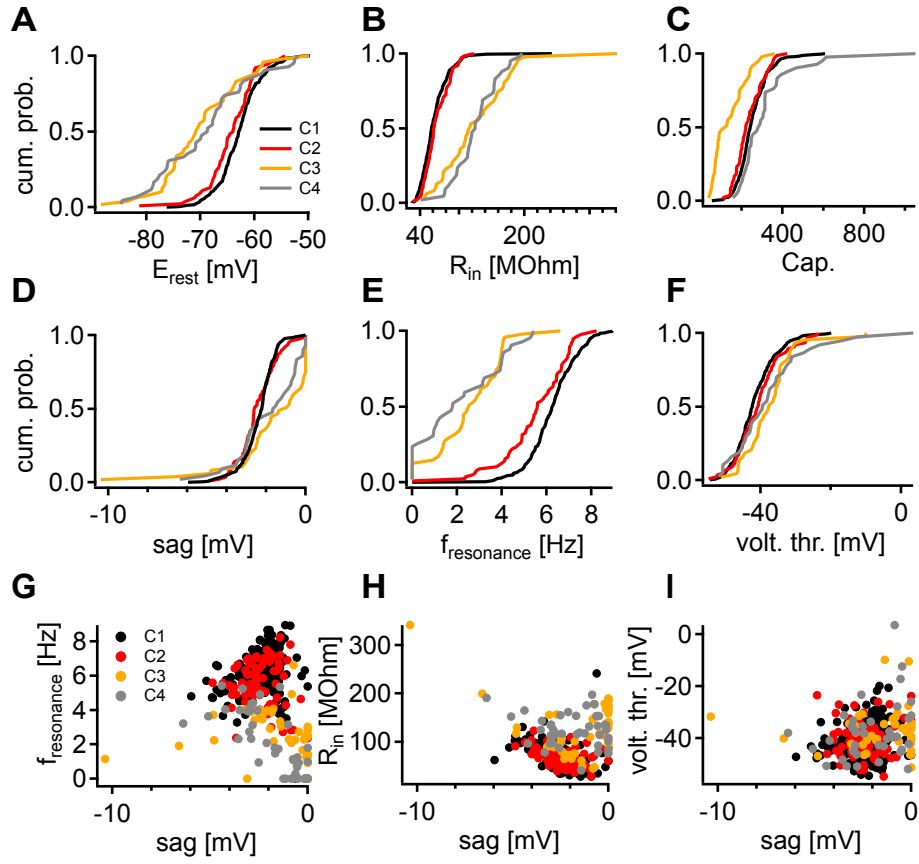 A
B
C
cum. prob.
1.0
0.5
0.0
C1
C2
C3
C4
-80
-70
-60
-50
E_rest [mV]
1.0
0.5
0.0
40
200
R_in [MOhm]
1.0
0.5
0.0
400
800
Cap.
D
E
F
cum. prob.
1.0
0.5
0.0
-10
-5
0
sag [mV]
1.0
0.5
0.0
0
2
4
6
8
f_resonance [Hz]
1.0
0.5
0.0
-40
0
volt. thr. [mV]
G
H
I
f_resonance [Hz]
8
6
4
2
0
C1
C2
C3
C4
-10
-5
0
sag [mV]
R_in [MOhm]
300
200
100
-10
-5
0
sag [mV]
volt. thr. [mV]
0
-20
-40
-10
-5
0
sag [mV]